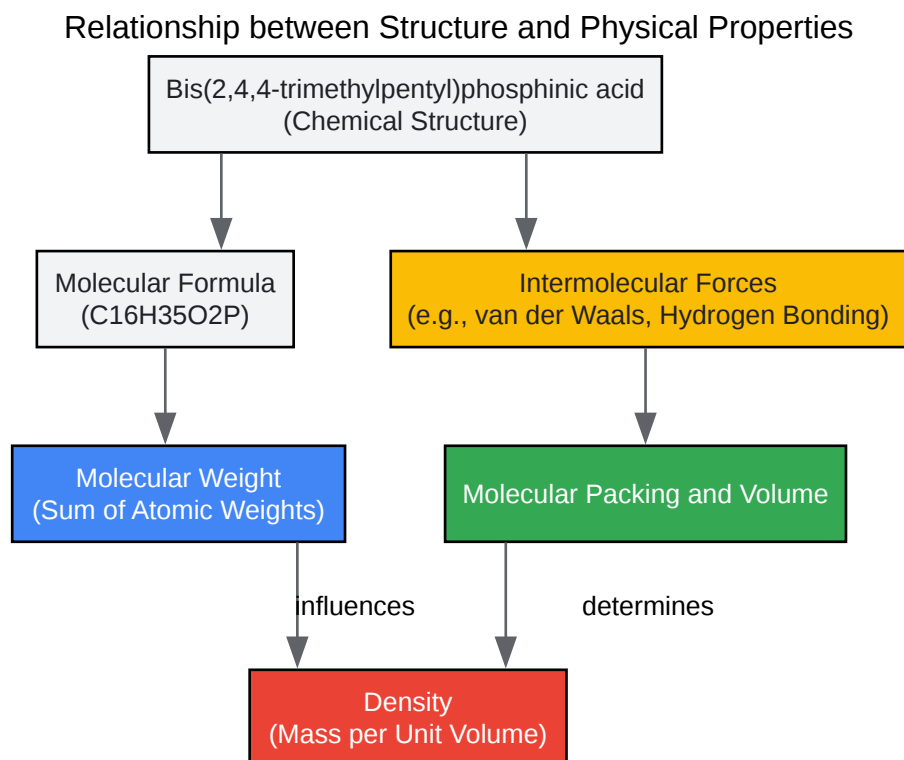 Relationship between Structure and Physical Properties
Bis(2,4,4-trimethylpentyl)phosphinic acid
(Chemical Structure)
Molecular Formula
(C16H35O2P)
Intermolecular Forces
(e.g., van der Waals, Hydrogen Bonding)
Molecular Weight
(Sum of Atomic Weights)
Molecular Packing and Volume
influences
determines
Density
(Mass per Unit Volume)